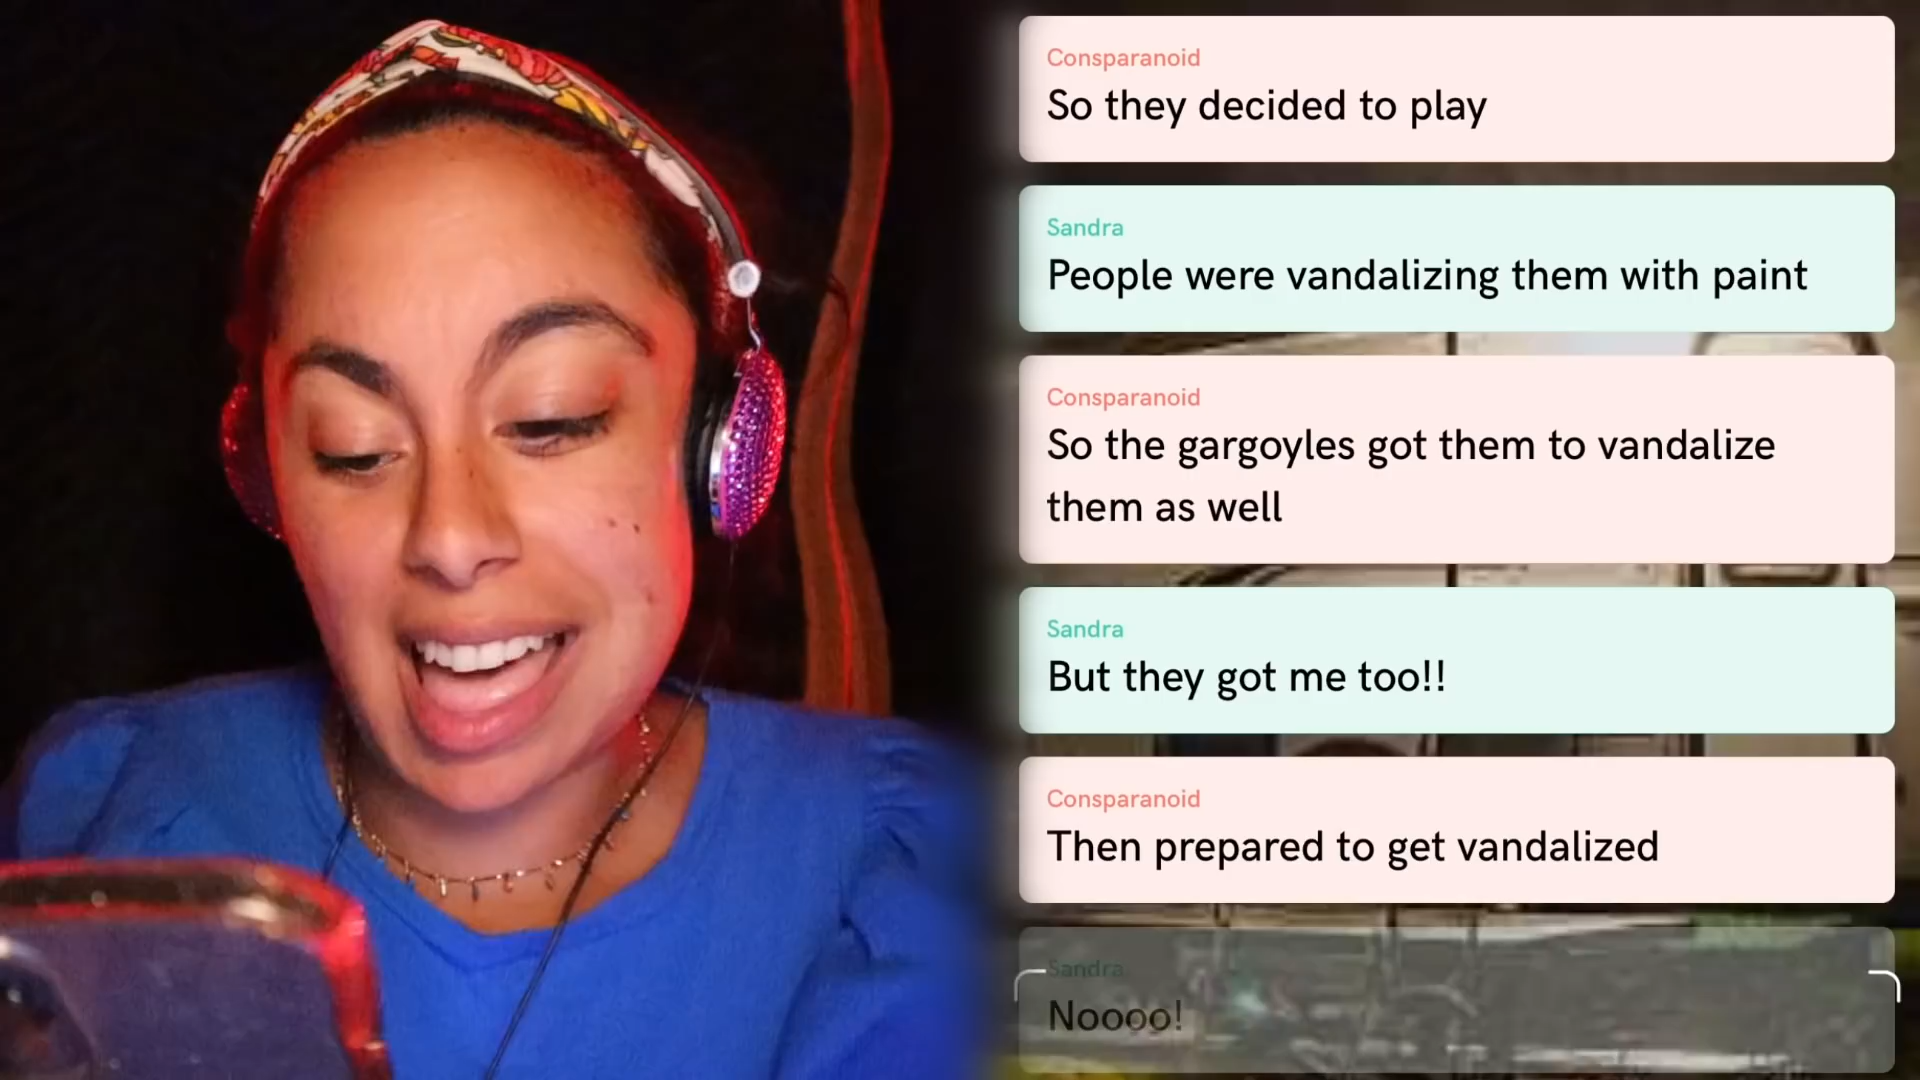 Consparanoid
So they decided to play
Sandra
People were vandalizing them with paint
Consparanoid
So the gargoyles got them to vandalize
them as well
Sandra
But they got me too!!
Consparanoid
Then prepared to get vandalized
Sandra
Noooo!